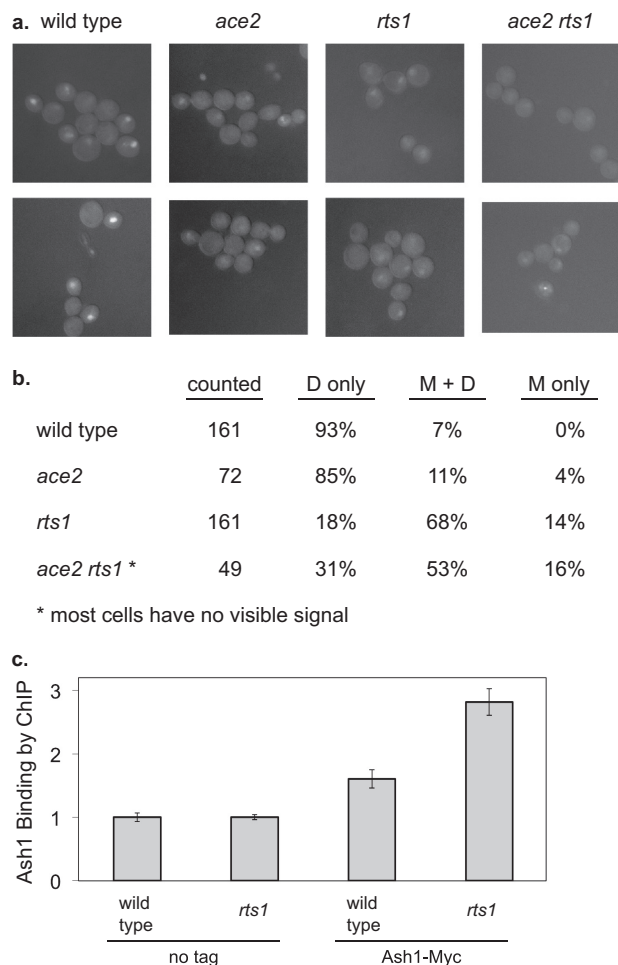 a. wild type ace2 rts1 ace2 rts1
b. counted D only M + D M only
wild type 161 93% 7% 0%
ace2 72 85% 11% 4%
rts1 161 18% 68% 14%
ace2 rts1 * 49 31% 53% 16%
* most cells have no visible signal
c.
Ash1 Binding by ChIP
3
2
1
0
wild type rts1 wild type rts1
no tag Ash1-Myc